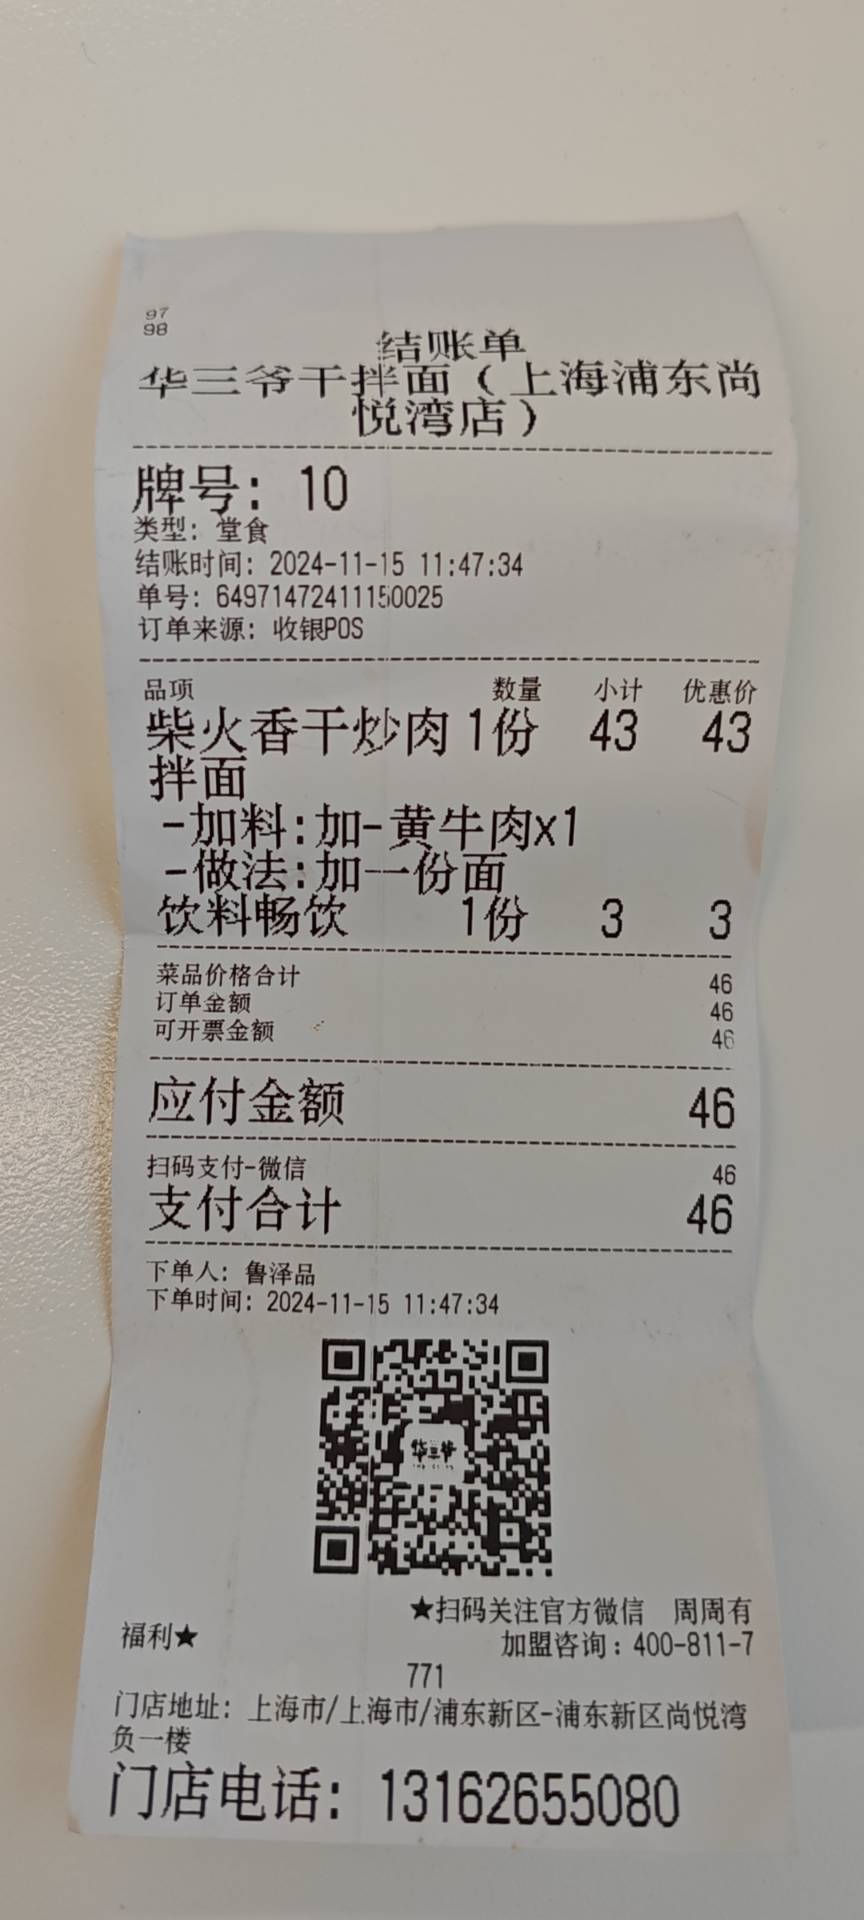 97
98
结账单
华三爷干拌面（上海浦东尚
悦湾店）
牌号: 10
类型: 堂食
结账时间: 2024-11-15 11:47:34
单号: 64971472411150025
订单来源: 收银POS
品项 数量 小计 优惠价
柴火香干炒肉 1份 43 43
拌面
-加料:加-黄牛肉x1
-做法:加一份面
饮料畅饮 1份 3 3
菜品价格合计 46
订单金额 46
可开票金额 46
应付金额 46
扫码支付-微信 46
支付合计 46
下单人: 鲁泽品
下单时间: 2024-11-15 11:47:34
华三爷
★扫码关注官方微信 周周有
福利★ 加盟咨询：400-811-7
771
门店地址: 上海市/上海市/浦东新区-浦东新区尚悦湾
负一楼
门店电话: 13162655080